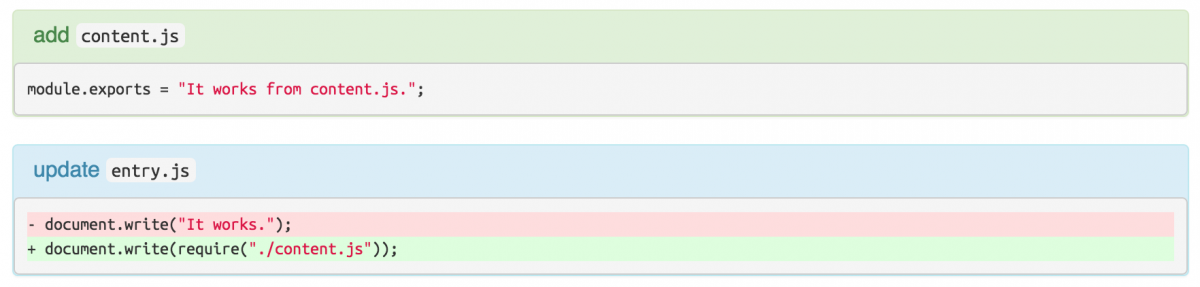 add content.js
module.exports = "It works from content.js.";
update entry.js
- document.write("It works.");
+ document.write(require("./content.js"));